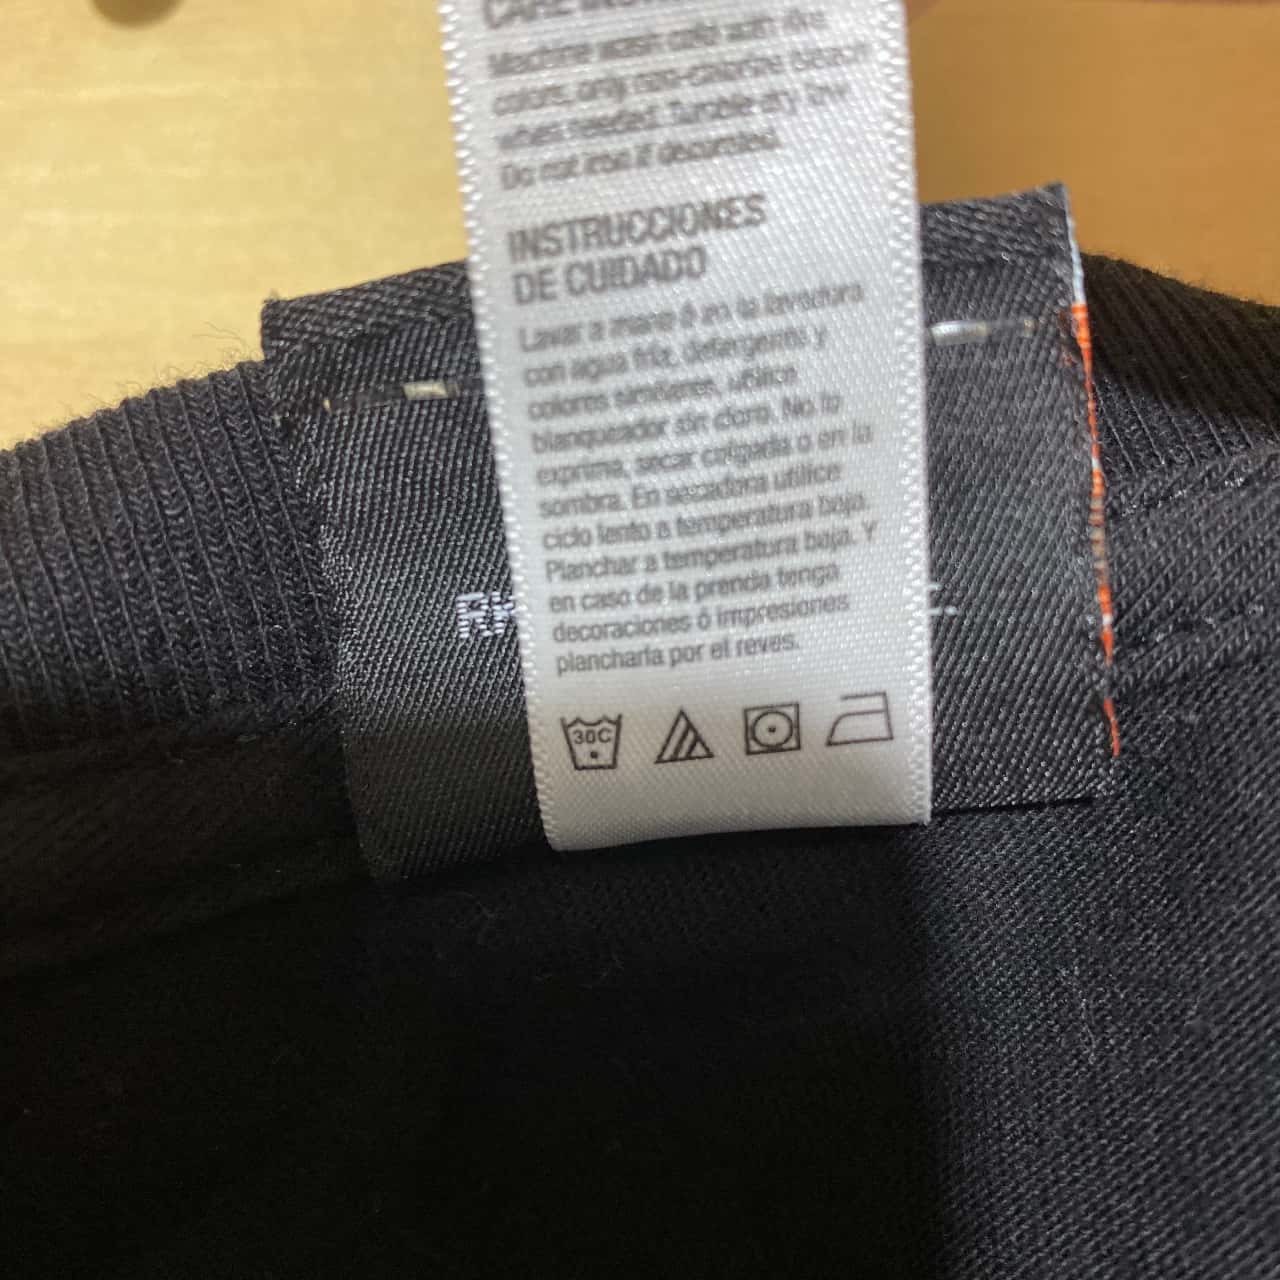 CARE INS
Machine wash cold with like
colors, only non-chlorine bleach
when needed. Tumble dry low.
Do not iron if decorated.
INSTRUCCIONES
DE CUIDADO
Lavar a mano ó en la lavadora
con agua fría, detergentes y
colores similares, utilice
blanqueador sin cloro. No lo
exprima, secar colgada o en la
sombra. En secadora utilice
ciclo lento a temperatura baja.
Planchar a temperatura baja. Y
en caso de la prenda tenga
decoraciones ó impresiones
plancharla por el reves.
30C